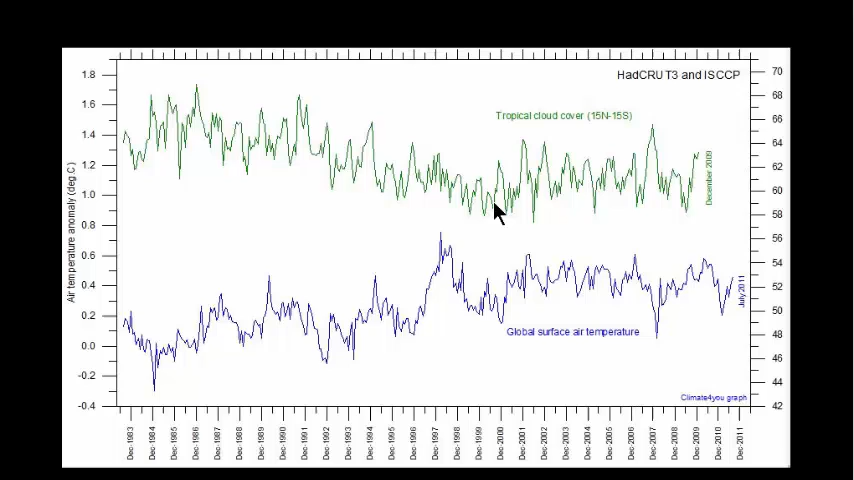 HadCRUT3 and ISCCP
Tropical cloud cover (15N-15S)
Global surface air temperature
Climate4you graph
December 2009
July 2011
Air temperature anomaly (deg C)
1.8
1.6
1.4
1.2
1.0
0.8
0.6
0.4
0.2
0.0
-0.2
-0.4
70
68
66
64
62
60
58
56
54
52
50
48
46
44
42
Dec-1983
Dec-1984
Dec-1985
Dec-1986
Dec-1987
Dec-1988
Dec-1989
Dec-1990
Dec-1991
Dec-1992
Dec-1993
Dec-1994
Dec-1995
Dec-1996
Dec-1997
Dec-1998
Dec-1999
Dec-2000
Dec-2001
Dec-2002
Dec-2003
Dec-2004
Dec-2005
Dec-2006
Dec-2007
Dec-2008
Dec-2009
Dec-2010
Dec-2011